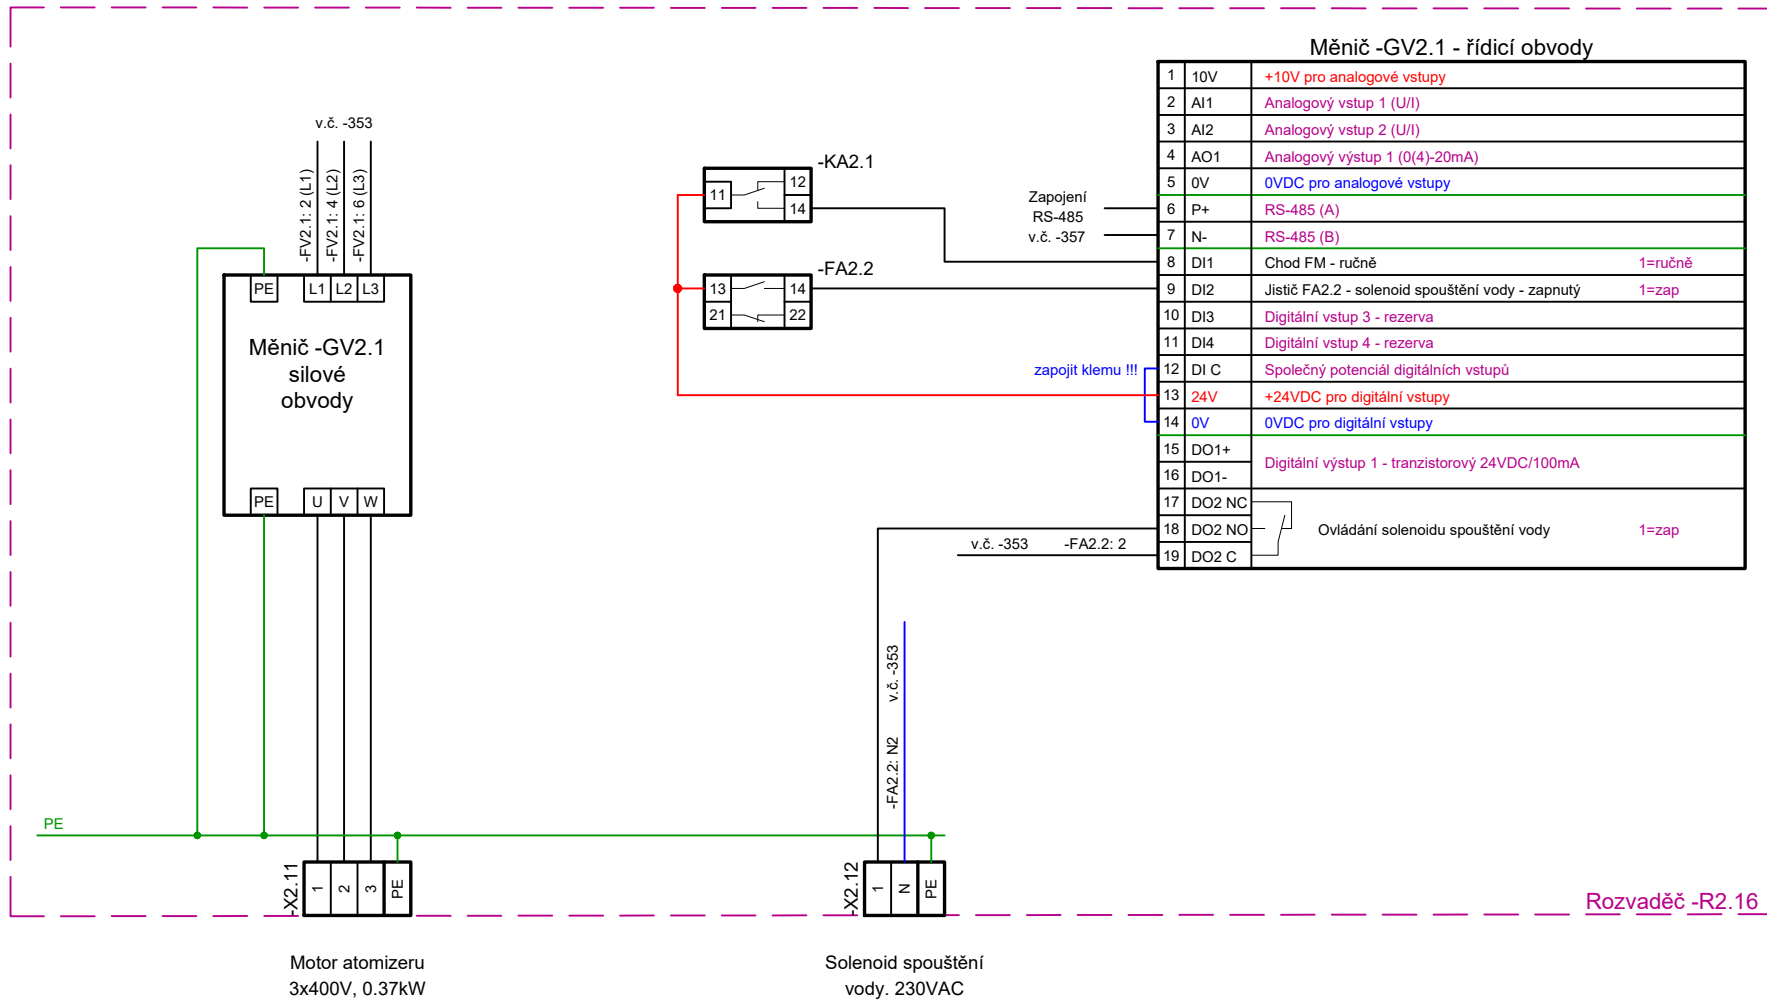 Měnič -GV2.1 - řídicí obvody
1 10V +10V pro analogové vstupy
2 AI1 Analogový vstup 1 (U/I)
3 AI2 Analogový vstup 2 (U/I)
4 AO1 Analogový výstup 1 (0(4)-20mA)
5 0V 0VDC pro analogové vstupy
6 P+ RS-485 (A)
7 N- RS-485 (B)
8 DI1 Chod FM - ručně 1=ručně
9 DI2 Jistič FA2.2 - solenoid spouštění vody - zapnutý 1=zap
10 DI3 Digitální vstup 3 - rezerva
11 DI4 Digitální vstup 4 - rezerva
12 DI C Společný potenciál digitálních vstupů
13 24V +24VDC pro digitální vstupy
14 0V 0VDC pro digitální vstupy
15 DO1+
Digitální výstup 1 - tranzistorový 24VDC/100mA
16 DO1-
17 DO2 NC
18 DO2 NO Ovládání solenoidu spouštění vody 1=zap
19 DO2 C
Zapojení
RS-485
v.č. -357
zapojit klemu !!!
v.č. -353 -FA2.2: 2
-KA2.1
11 12
14
-FA2.2
13 14
21 22
v.č. -353
-FV2.1: 2 (L1)
-FV2.1: 4 (L2)
-FV2.1: 6 (L3)
PE L1 L2 L3
Měnič -GV2.1
silové
obvody
PE U V W
PE
-X2.11
1 2 3 PE
Motor atomizeru
3x400V, 0.37kW
-FA2.2: N2 v.č. -353
-X2.12
1 N PE
Solenoid spouštění
vody. 230VAC
Rozvaděč -R2.16